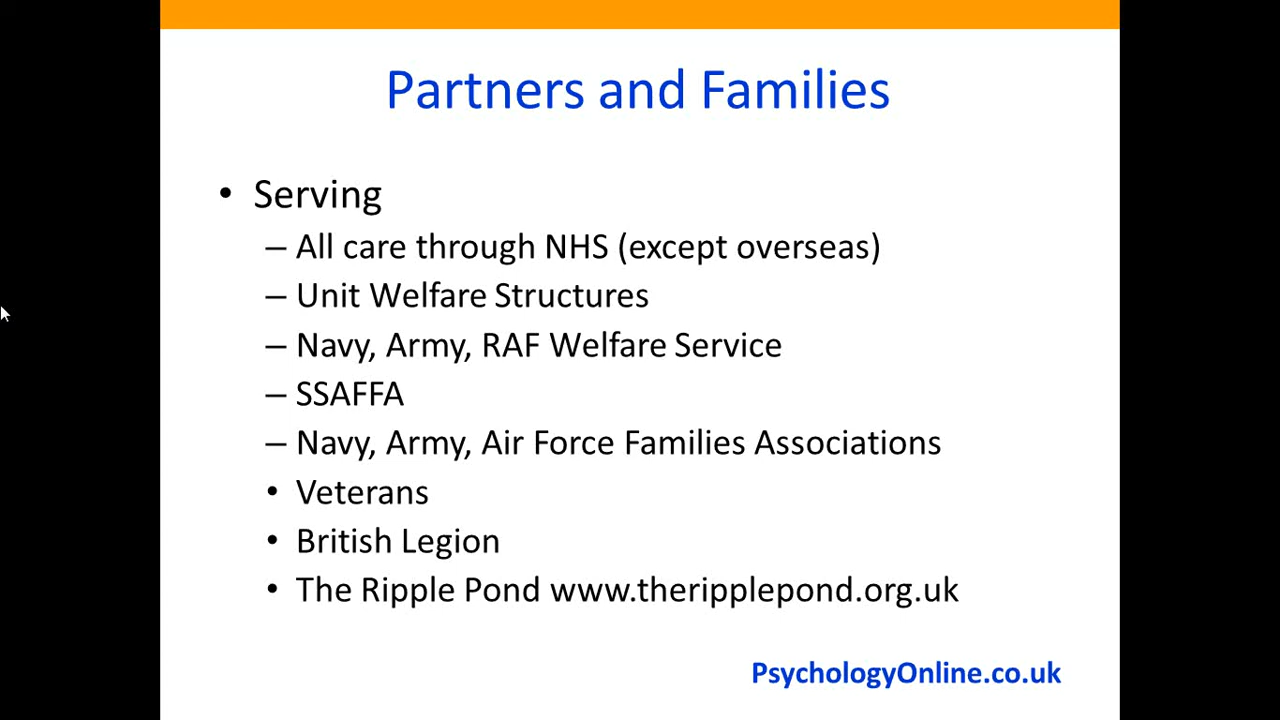 Partners and Families
• Serving
– All care through NHS (except overseas)
– Unit Welfare Structures
– Navy, Army, RAF Welfare Service
– SSAFFA
– Navy, Army, Air Force Families Associations
• Veterans
• British Legion
• The Ripple Pond www.theripplepond.org.uk
PsychologyOnline.co.uk